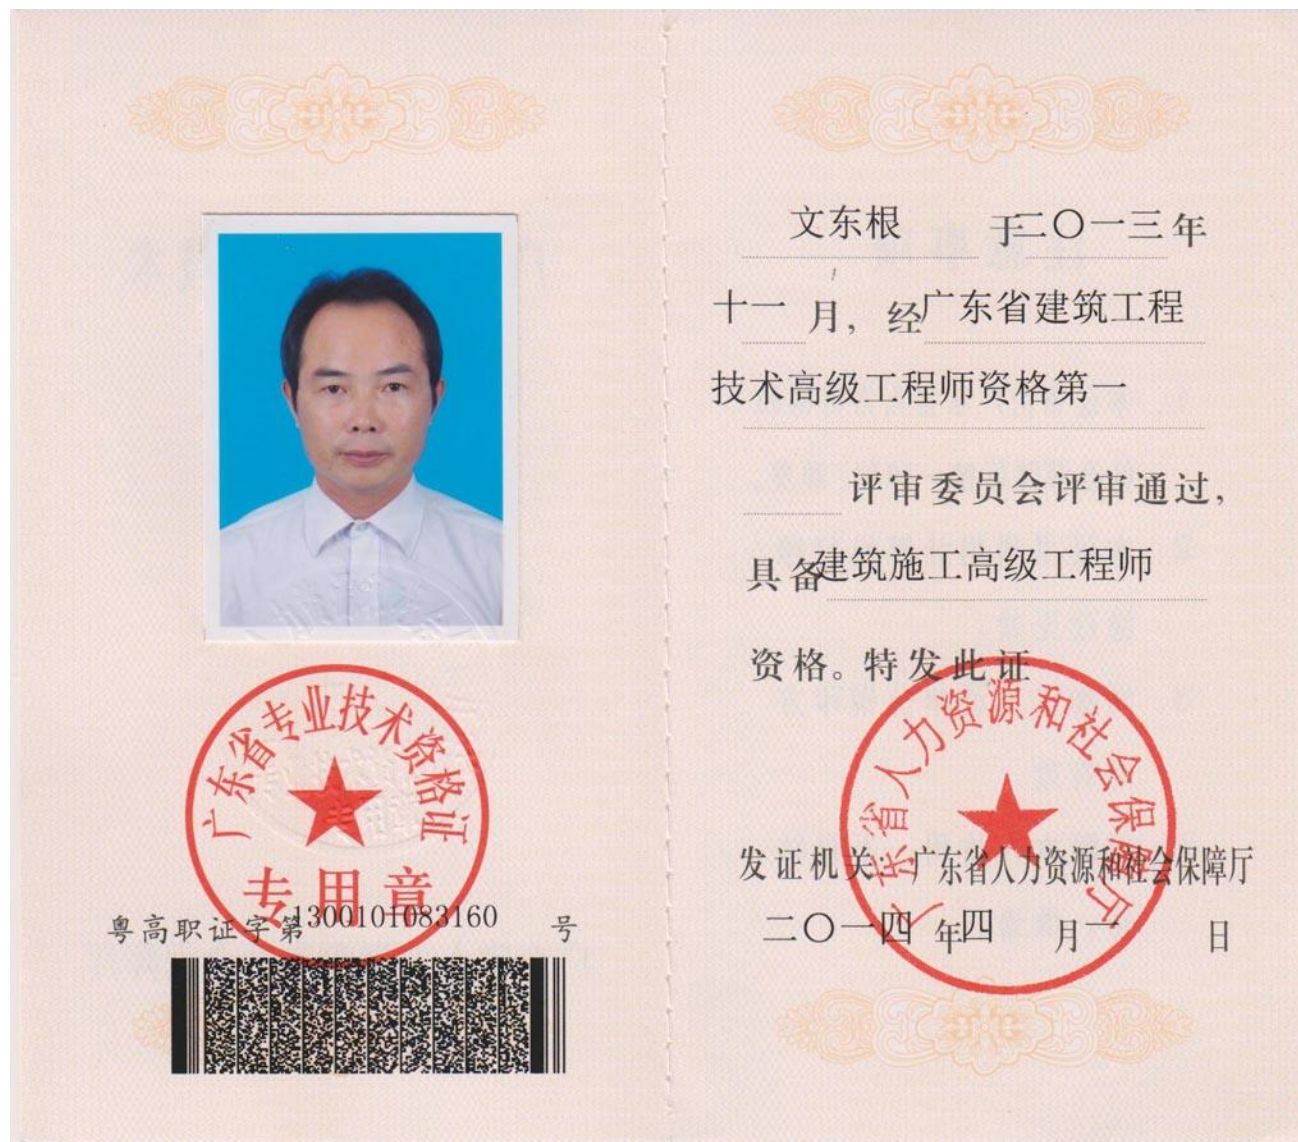 广东省专业技术资格证
专用章
粤高职证字第1300101083160号
文东根 于二〇一三年
十一月，经广东省建筑工程
技术高级工程师资格第一
评审委员会评审通过，
具备建筑施工高级工程师
资格。特发此证
广东省人力资源和社会保障厅
发证机关 广东省人力资源和社会保障厅
二〇一四年四月一日